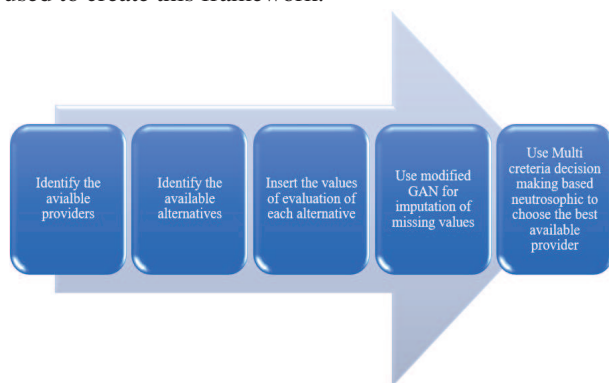 used to create this framework.
Identify the
avialble
providers
Identify the
available
alternatives
Insert the values
of evaluation of
each alternative
Use modified
GAN for
imputation of
missing values
Use Multi
creteria decision
making based
neutrosophic to
choose the best
available
provider